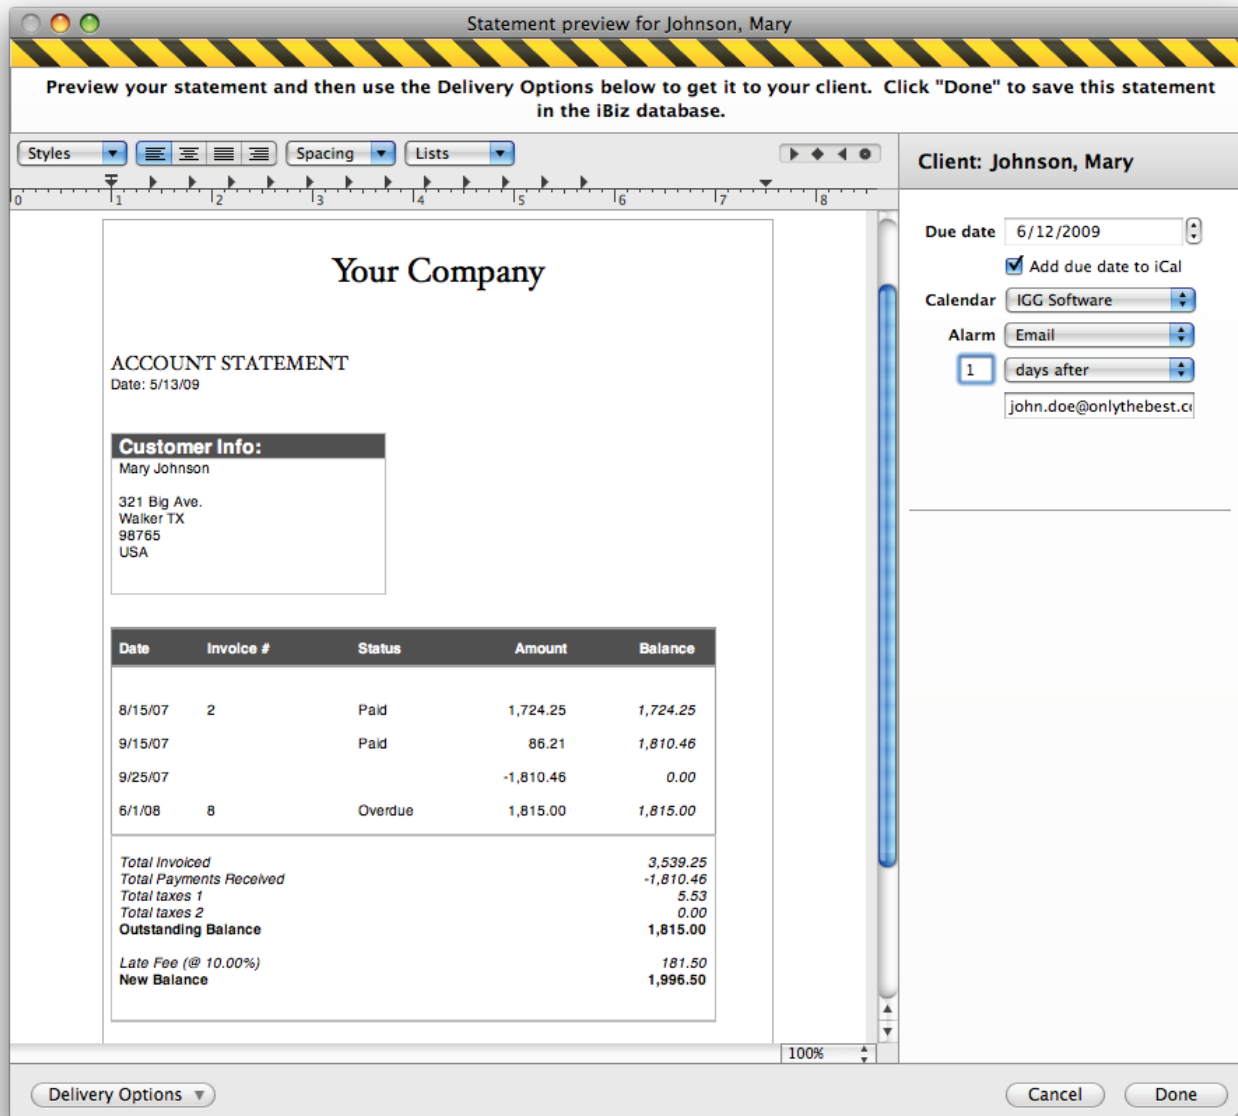 Statement preview for Johnson, Mary
Preview your statement and then use the Delivery Options below to get it to your client. Click "Done" to save this statement
in the iBiz database.
Styles Spacing Lists
Client: Johnson, Mary
0 1 2 3 4 5 6 7 8
Due date 6/12/2009
Add due date to iCal
Calendar IGG Software
Alarm Email
1 days after
john.doe@onlythebest.c
Your Company
ACCOUNT STATEMENT
Date: 5/13/09
Customer Info:
Mary Johnson
321 Big Ave.
Walker TX
98765
USA
Date Invoice # Status Amount Balance
8/15/07 2 Paid 1,724.25 1,724.25
9/15/07 Paid 86.21 1,810.46
9/25/07 -1,810.46 0.00
6/1/08 8 Overdue 1,815.00 1,815.00
Total Invoiced 3,539.25
Total Payments Received -1,810.46
Total taxes 1 5.53
Total taxes 2 0.00
Outstanding Balance 1,815.00
Late Fee (@ 10.00%) 181.50
New Balance 1,996.50
100%
Delivery Options Cancel Done